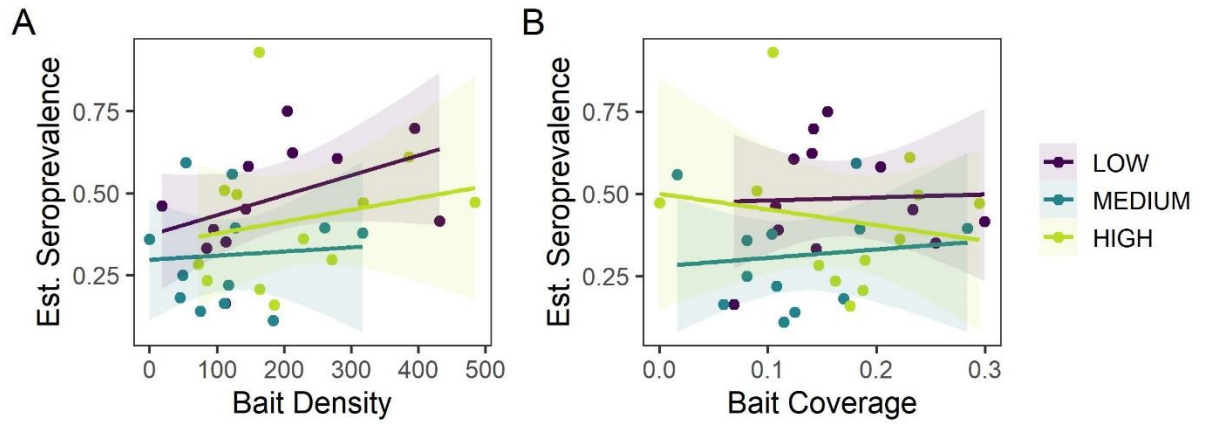 A
Est. Seroprevalence
0.75
0.50
0.25
0
100
200
300
400
500
Bait Density
B
Est. Seroprevalence
0.75
0.50
0.25
0.0
0.1
0.2
0.3
Bait Coverage
LOW
MEDIUM
HIGH